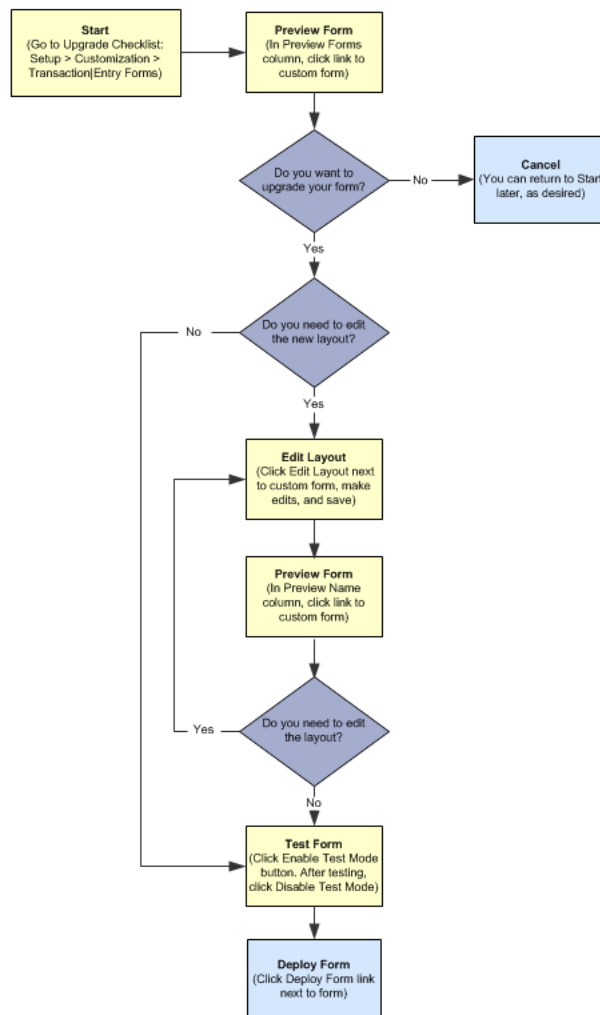 Start
(Go to Upgrade Checklist:
Setup > Customization >
Transaction|Entry Forms)
Preview Form
(In Preview Forms
column, click link to
custom form)
Do you want to
upgrade your form?
No
Cancel
(You can return to Start
later, as desired)
Yes
Do you need to edit
the new layout?
No
Yes
Edit Layout
(Click Edit Layout next
to custom form, make
edits, and save)
Preview Form
(In Preview Name
column, click link to
custom form)
Do you need to edit
the layout?
Yes
No
Test Form
(Click Enable Test Mode
button. After testing,
click Disable Test Mode)
Deploy Form
(Click Deploy Form link
next to form)